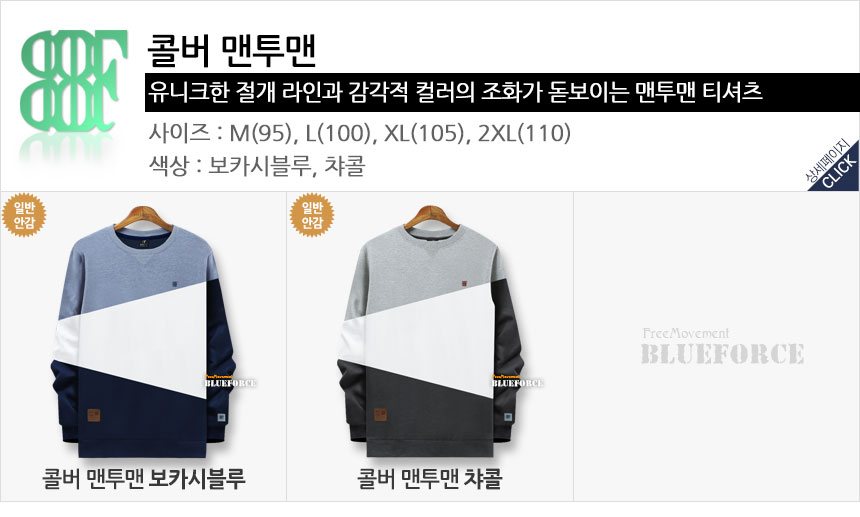 콜버 맨투맨
유니크한 절개 라인과 감각적 컬러의 조화가 돋보이는 맨투맨 티셔츠
사이즈 : M(95), L(100), XL(105), 2XL(110)
색상 : 보카시블루, 챠콜
상세페이지
CLICK
일반
안감
일반
안감
FreeMovement
BLUEFORCE
FreeMovement
BLUEFORCE
FreeMovement
BLUEFORCE
콜버 맨투맨 보카시블루
콜버 맨투맨 챠콜